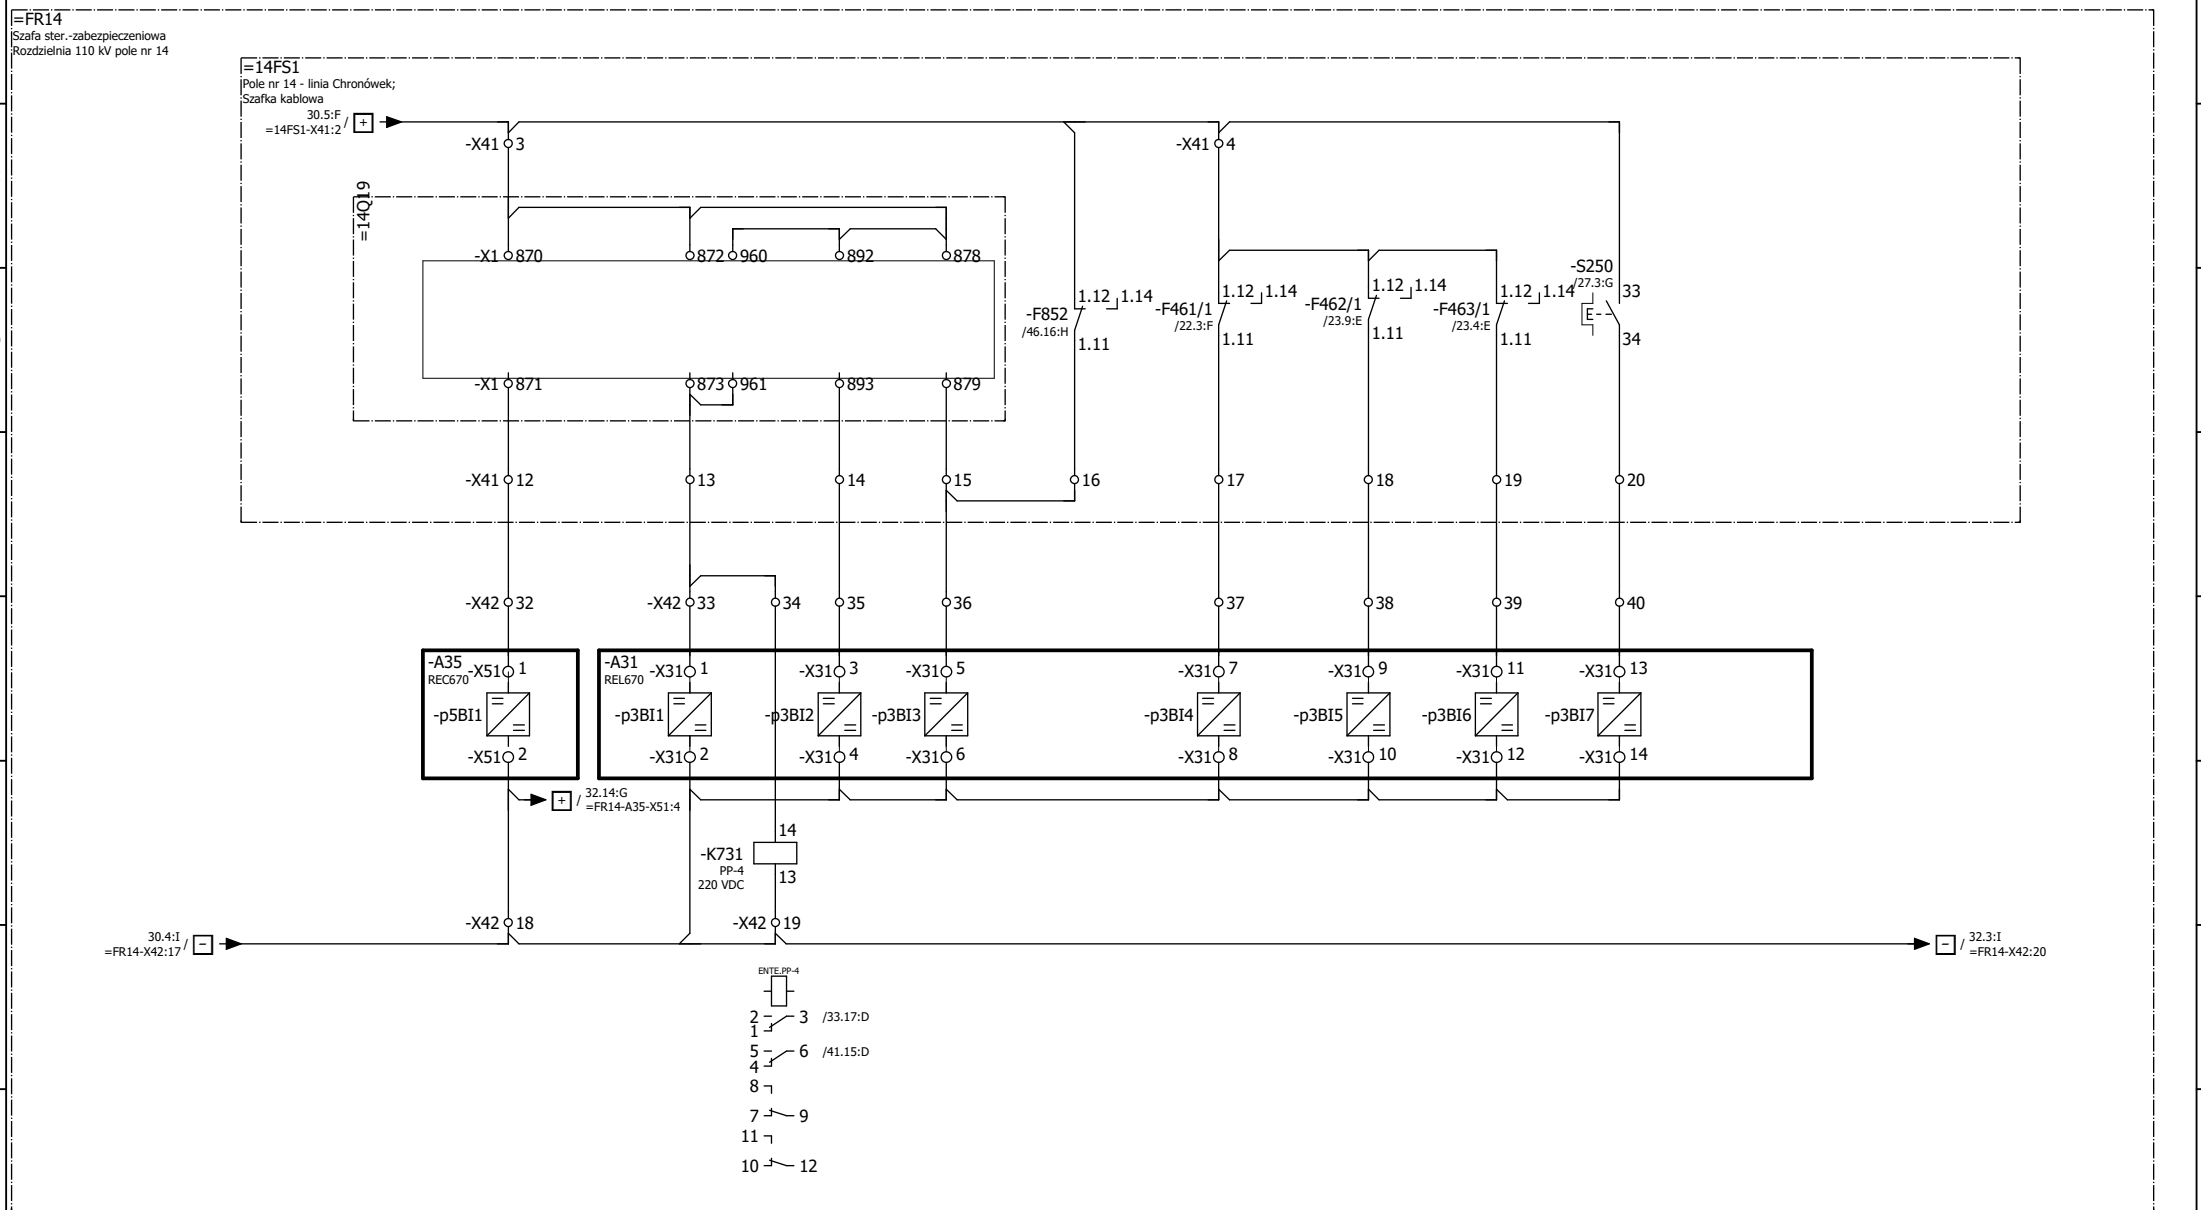 =FR14
Szafa ster.-zabezpieczeniowa
Rozdzielnia 110 kV pole nr 14
=14FS1
Pole nr 14 - linia Chronówek;
Szafka kablowa
30.5:F
=14FS1-X41:2 / +
-X41 3
-X41 4
=14Q19
-X1 870 872 960 892 878
-S250
/27.3:G
33
34
E
-F852
/46.16:H
1.12 1.14
1.11
-F461/1
/22.3:F
1.12 1.14
1.11
-F462/1
/23.9:E
1.12 1.14
1.11
-F463/1
/23.4:E
1.12 1.14
1.11
-X1 871 873 961 893 879
-X41 12 13 14 15 16 17 18 19 20
-X42 32 -X42 33 34 35 36 37 38 39 40
-A35
REC670
-X51 1
-p5BI1
-X51 2
-A31
REL670
-X31 1 -X31 3 -X31 5 -X31 7 -X31 9 -X31 11 -X31 13
-p3BI1 -p3BI2 -p3BI3 -p3BI4 -p3BI5 -p3BI6 -p3BI7
-X31 2 -X31 4 -X31 6 -X31 8 -X31 10 -X31 12 -X31 14
+ / 32.14:G
=FR14-A35-X51:4
14
-K731
PP-4
220 VDC
13
-X42 18 -X42 19
30.4:I
=FR14-X42:17 / -
- / 32.3:I
=FR14-X42:20
ENTE.PP-4
2 3 /33.17:D
1
5 6 /41.15:D
4
8
7 9
11
10 12